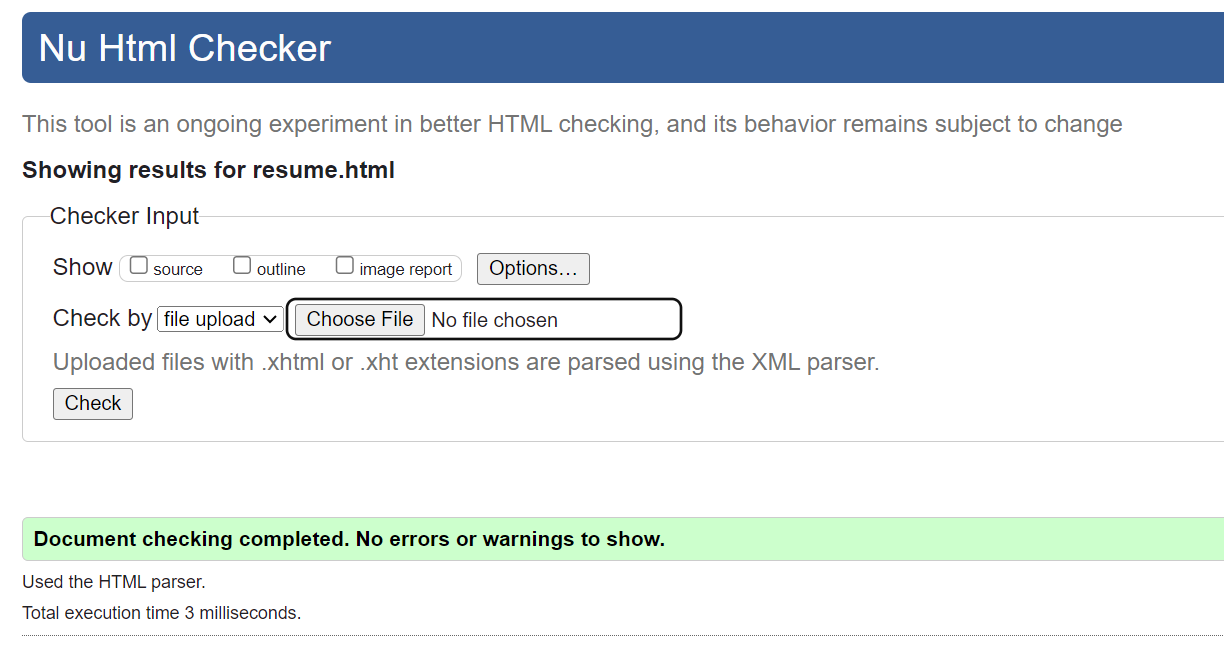 Nu Html Checker
This tool is an ongoing experiment in better HTML checking, and its behavior remains subject to change
Showing results for resume.html
Checker Input
Show source outline image report Options...
Check by file upload Choose File No file chosen
Uploaded files with .xhtml or .xht extensions are parsed using the XML parser.
Check
Document checking completed. No errors or warnings to show.
Used the HTML parser.
Total execution time 3 milliseconds.